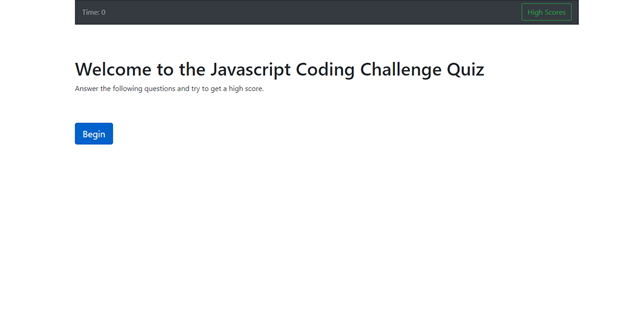 Time: 0 High Scores
Welcome to the Javascript Coding Challenge Quiz
Answer the following questions and try to get a high score.
Begin